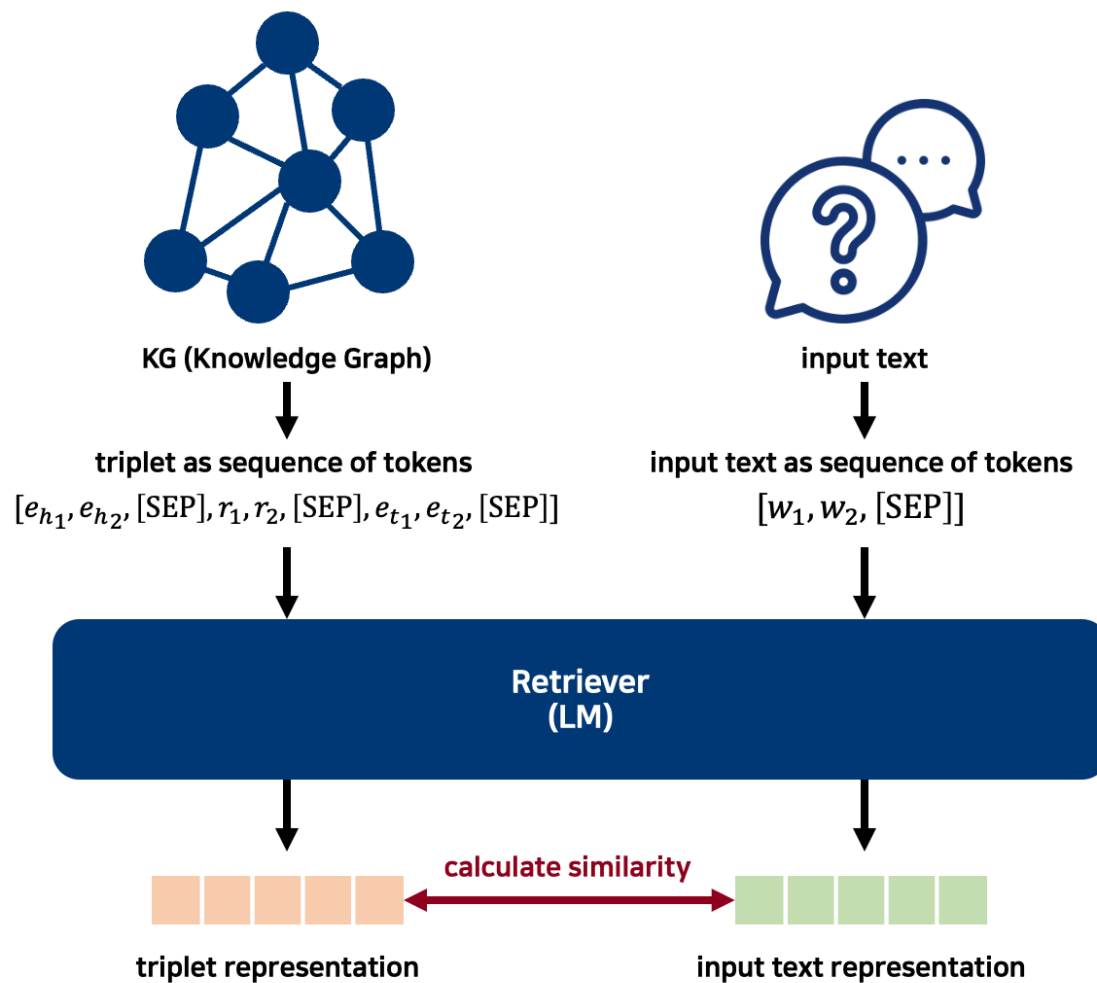 KG (Knowledge Graph)
input text
triplet as sequence of tokens
input text as sequence of tokens
[e_{h_1}, e_{h_2}, [SEP], r_1, r_2, [SEP], e_{t_1}, e_{t_2}, [SEP]]
[w_1, w_2, [SEP]]
Retriever
(LM)
calculate similarity
triplet representation
input text representation